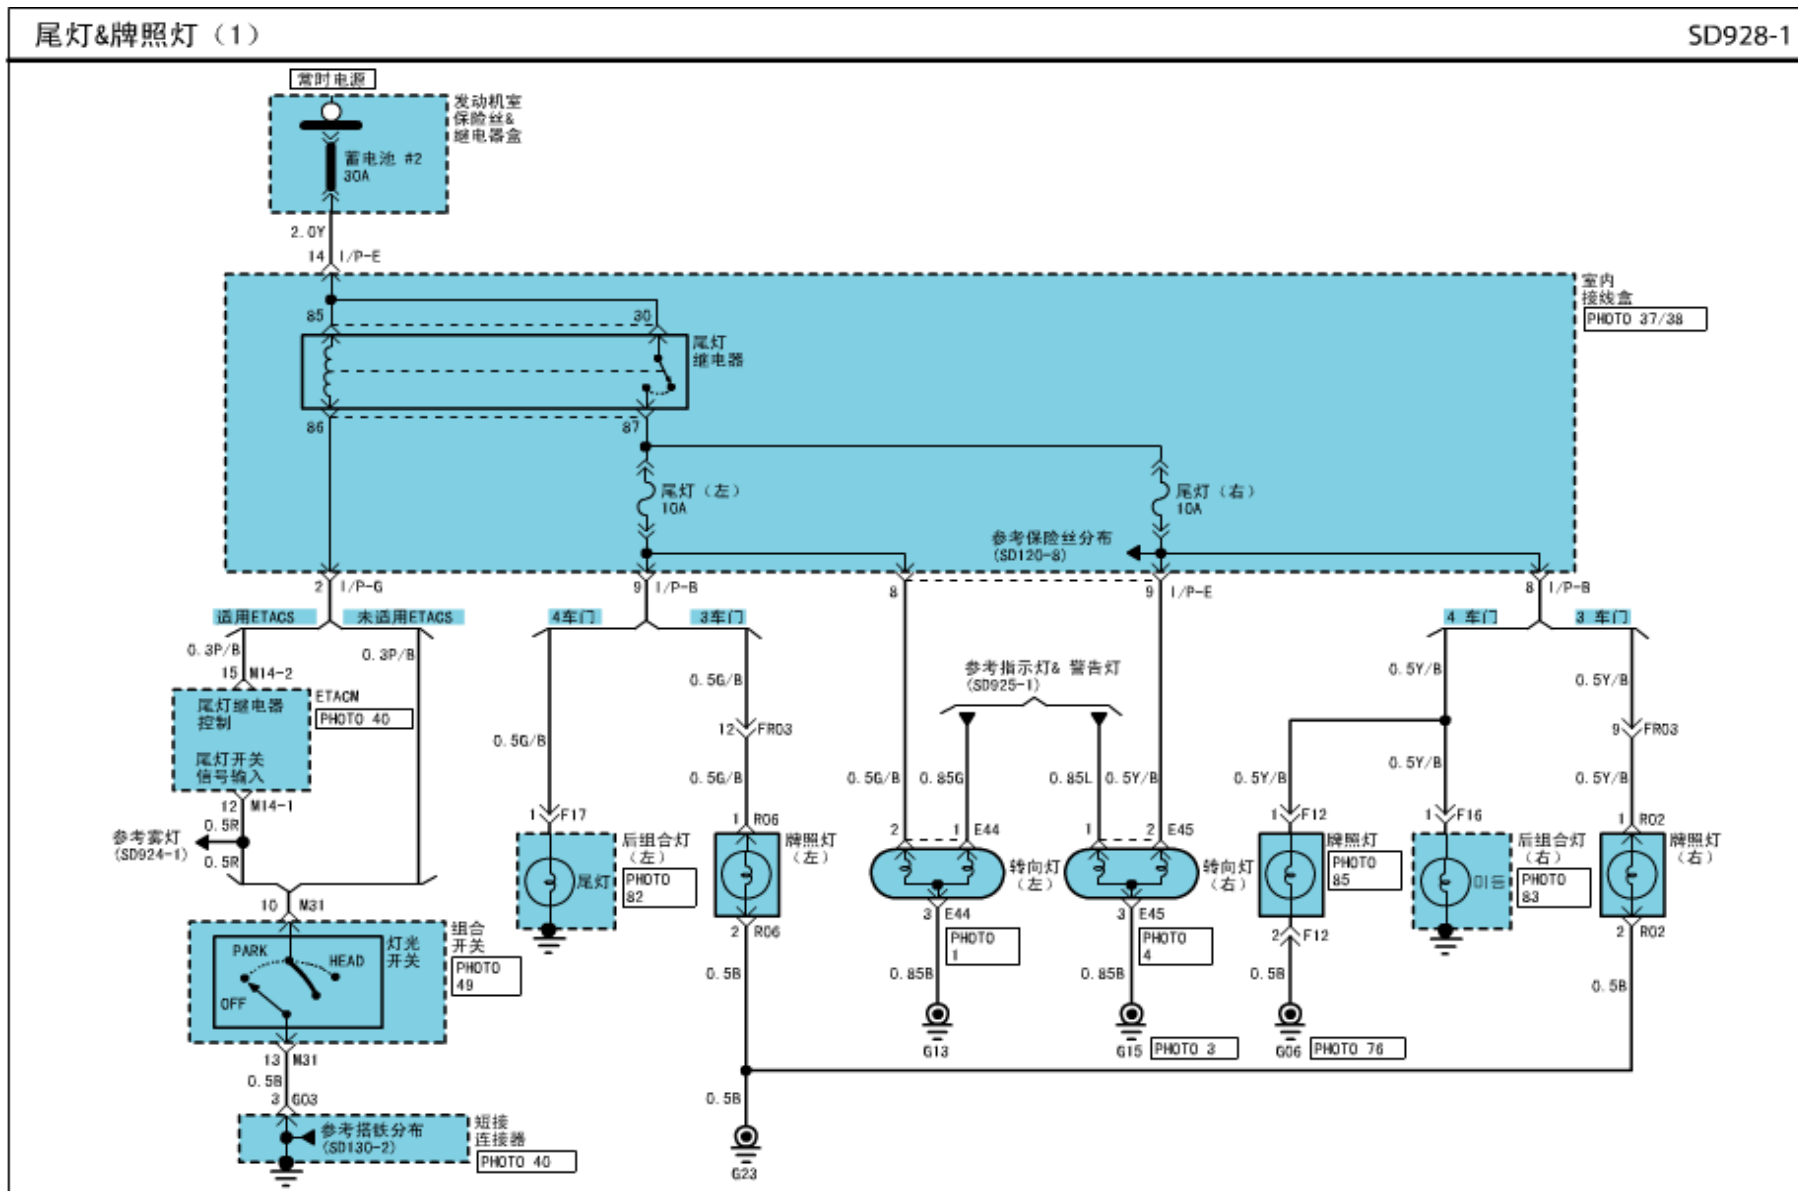 尾灯&牌照灯（1）
SD928-1
常时电源
发动机室
保险丝&
继电器盒
蓄电池 #2
30A
2.0Y
14
I/P-E
室内
接线盒
PHOTO 37/38
85
30
尾灯
继电器
86
87
尾灯（左）
10A
尾灯（右）
10A
参考保险丝分布
(SD120-8)
2
I/P-G
9
I/P-B
8
9
I/P-E
8
I/P-B
适用ETACS
未适用ETACS
4车门
3车门
4 车门
3 车门
0.3P/B
0.3P/B
15
M14-2
ETACM
PHOTO 40
尾灯继电器
控制
尾灯开关
信号输入
12
M14-1
0.5R
参考雾灯
(SD924-1)
0.5R
10
M31
组合
开关
PHOTO
49
灯光
开关
PARK
HEAD
OFF
13
M31
0.5B
3
G03
参考搭铁分布
(SD130-2)
短接
连接器
PHOTO 40
0.5G/B
0.5G/B
12
FR03
0.5G/B
1
F17
后组合灯
（左）
PHOTO
82
尾灯
1
R06
牌照灯
（左）
2
R06
0.5B
0.5B
G23
参考指示灯& 警告灯
(SD925-1)
0.5G/B
0.85G
0.85L
0.5Y/B
2
1
E44
转向灯
（左）
3
E44
PHOTO
1
0.85B
G13
1
2
E45
转向灯
（右）
3
E45
PHOTO
4
0.85B
G15
PHOTO 3
0.5Y/B
0.5Y/B
0.5Y/B
0.5Y/B
9
FR03
0.5Y/B
1
F12
牌照灯
PHOTO
85
2
F12
0.5B
G06
PHOTO 76
1
F16
后组合灯
（右）
PHOTO
83
미등
1
R02
牌照灯
（右）
2
R02
0.5B